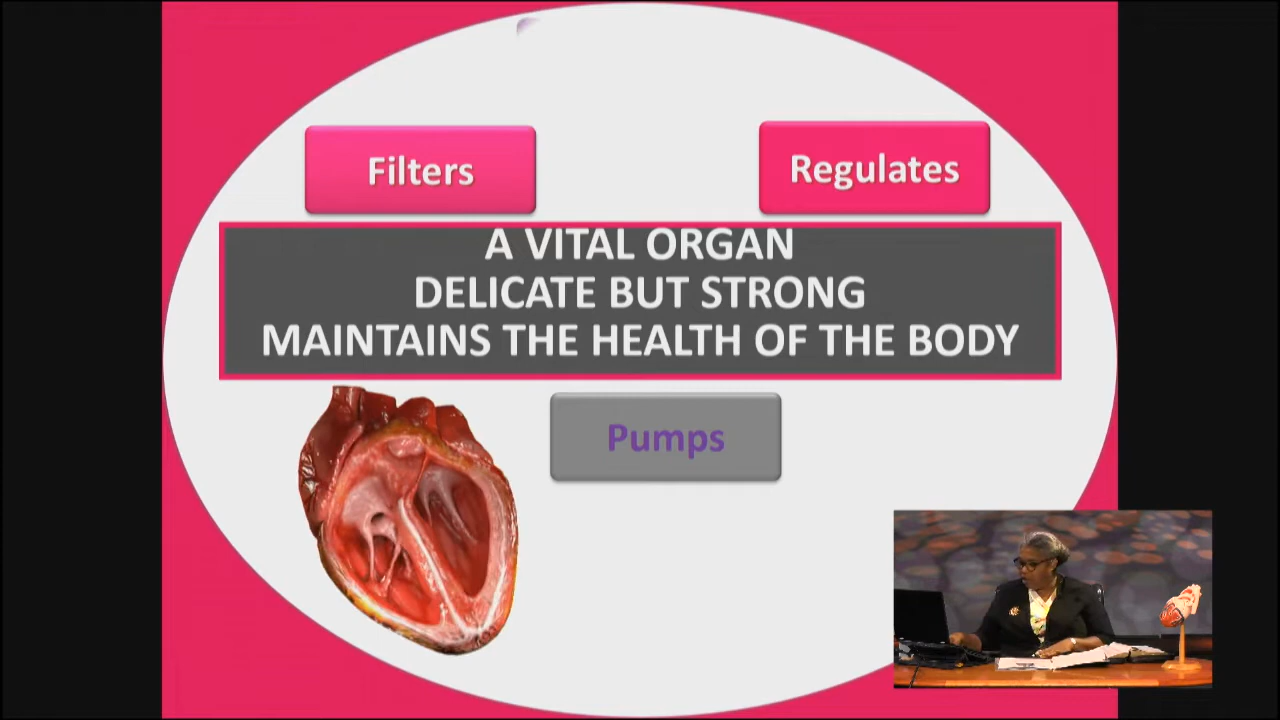 Filters
Regulates
A VITAL ORGAN
DELICATE BUT STRONG
MAINTAINS THE HEALTH OF THE BODY
Pumps